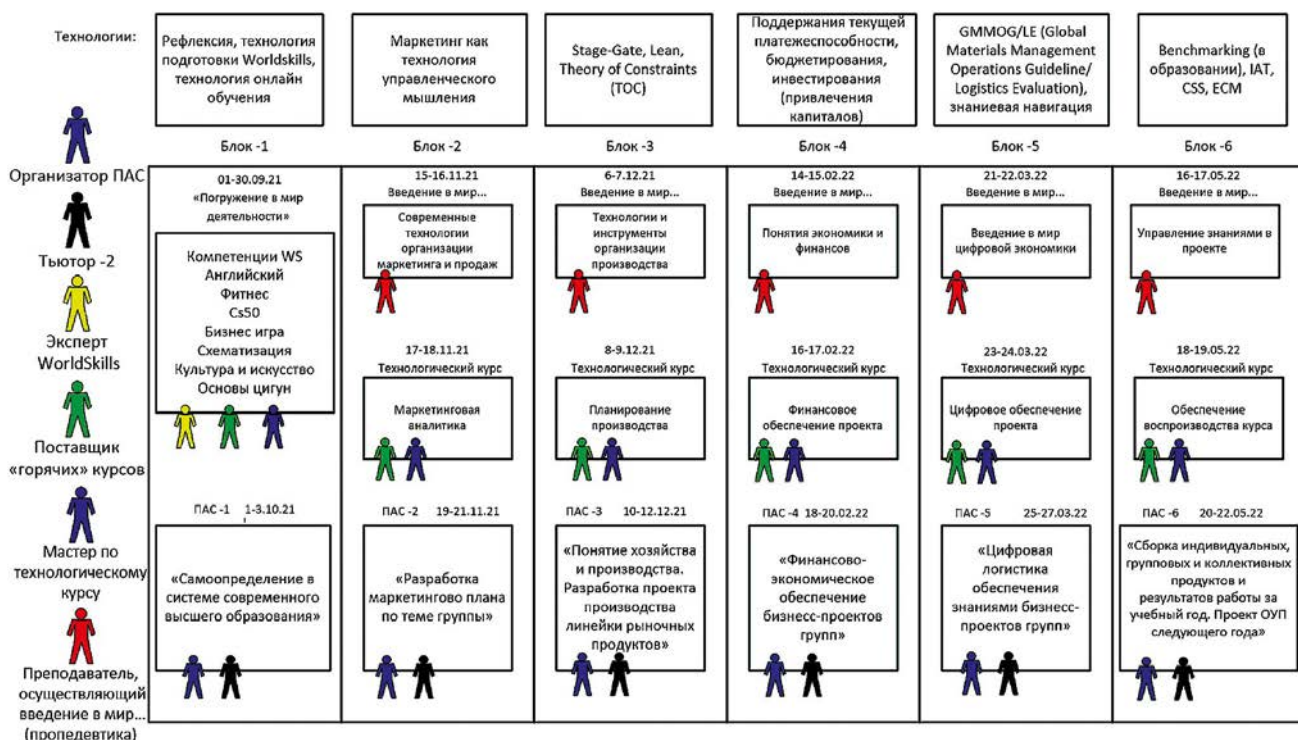 Технологии:
Рефлексия, технология
подготовки Worldskills,
технология онлайн
обучения
Маркетинг как
технология
управленческого
мышления
Stage-Gate, Lean,
Theory of Constraints
(TOC)
Поддержания текущей
платежеспособности,
бюджетирования,
инвестирования
(привлечения
капиталов)
GMMOG/LE (Global
Materials Management
Operations Guideline/
Logistics Evaluation),
знаниевая навигация
Benchmarking (в
образовании), IAT,
CSS, ECM
Организатор ПАС
Тьютор -2
Эксперт
WorldSkills
Поставщик
«горячих» курсов
Мастер по
технологическому
курсу
Преподаватель,
осуществляющий
введение в мир...
(пропедевтика)
Блок -1
01-30.09.21
«Погружение в мир
деятельности»
Компетенции WS
Английский
Фитнес
Cs50
Бизнес игра
Схематизация
Культура и искусство
Основы цигун
ПАС -1 1-3.10.21
«Самоопределение в
системе современного
высшего образования»
Блок -2
15-16.11.21
Введение в мир...
Современные
технологии
организации
маркетинга и продаж
17-18.11.21
Технологический курс
Маркетинговая
аналитика
ПАС -2 19-21.11.21
«Разработка
маркетингово плана
по теме группы»
Блок -3
6-7.12.21
Введение в мир...
Технологии и
инструменты
организации
производства
8-9.12.21
Технологический курс
Планирование
производства
ПАС -3 10-12.12.21
«Понятие хозяйства
и производства.
Разработка проекта
производства
линейки рыночных
продуктов»
Блок -4
14-15.02.22
Введение в мир...
Понятия экономики и
финансов
16-17.02.22
Технологический курс
Финансовое
обеспечение проекта
ПАС -4 18-20.02.22
«Финансово-
экономическое
обеспечение
бизнесс-проектов
групп»
Блок -5
21-22.03.22
Введение в мир...
Введение в мир
цифровой экономики
23-24.03.22
Технологический курс
Цифровое обеспечение
проекта
ПАС -5 25-27.03.22
«Цифровая
логистика
обеспечения
знаниями бизнесс-
проектов групп»
Блок -6
16-17.05.22
Введение в мир...
Управление знаниями в
проекте
18-19.05.22
Технологический курс
Обеспечение
воспроизводства курса
ПАС -6 20-22.05.22
«Сборка индивидуальных,
групповых и коллективных
продуктов и
результатов работы за
учебный год. Проект ОУП
следующего года»